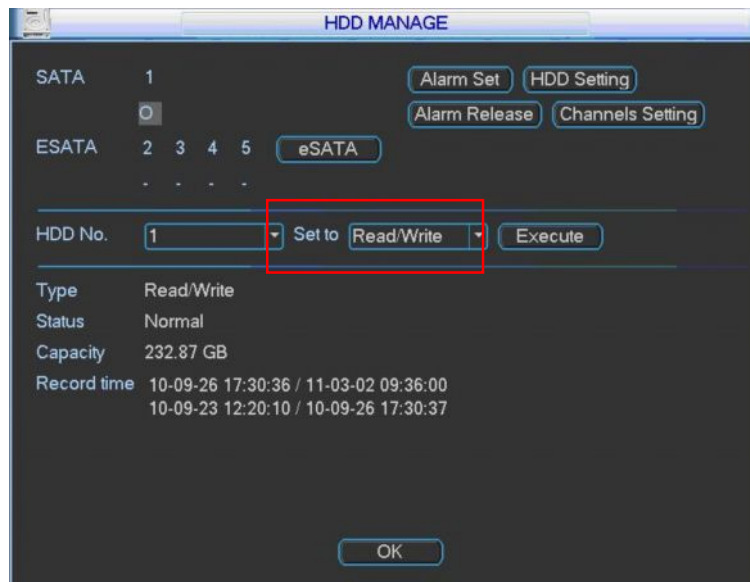 HDD MANAGE
SATA 1 Alarm Set HDD Setting
O Alarm Release Channels Setting
ESATA 2 3 4 5 eSATA
- - - -
HDD No. 1 Set to Read/Write Execute
Type Read/Write
Status Normal
Capacity 232.87 GB
Record time 10-09-26 17:30:36 / 11-03-02 09:36:00
10-09-23 12:20:10 / 10-09-26 17:30:37
OK